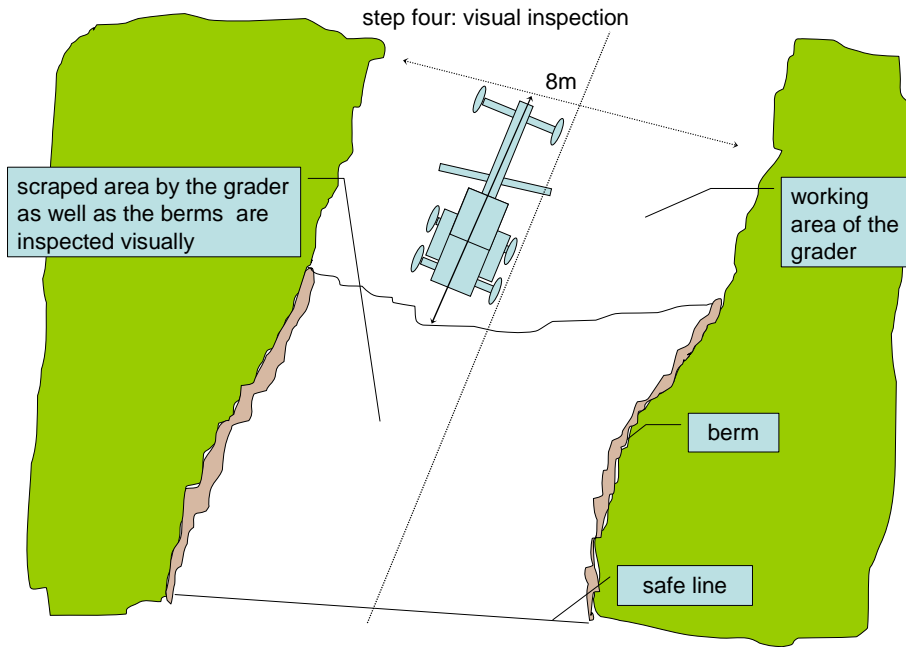 step four: visual inspection
8m
scraped area by the grader
as well as the berms are
inspected visually
working
area of the
grader
berm
safe line